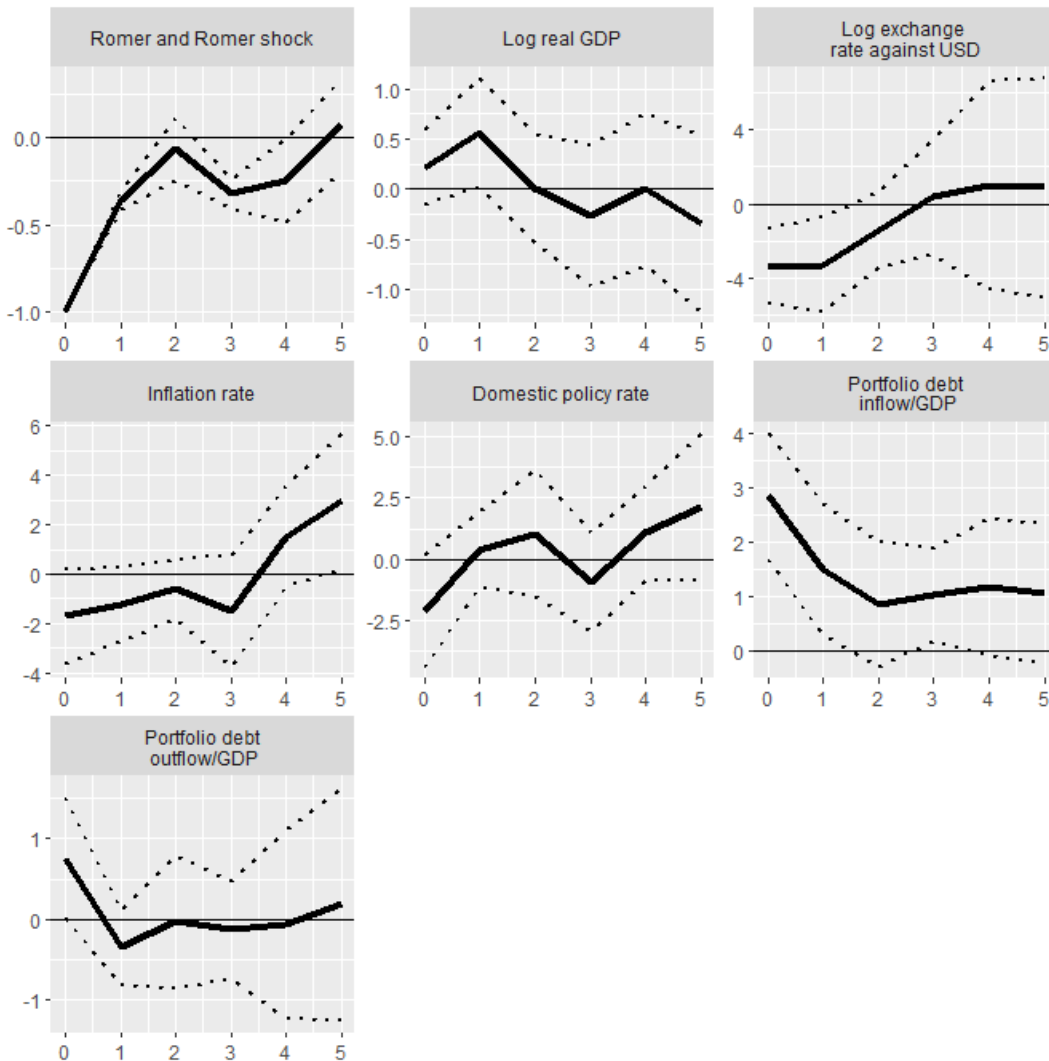 Romer and Romer shock
Log real GDP
Log exchange
rate against USD
0.0
-0.5
-1.0
0 1 2 3 4 5
1.0
0.5
0.0
-0.5
-1.0
0 1 2 3 4 5
4
0
-4
0 1 2 3 4 5
Inflation rate
Domestic policy rate
Portfolio debt
inflow/GDP
6
4
2
0
-2
-4
0 1 2 3 4 5
5.0
2.5
0.0
-2.5
0 1 2 3 4 5
4
3
2
1
0
0 1 2 3 4 5
Portfolio debt
outflow/GDP
1
0
-1
0 1 2 3 4 5